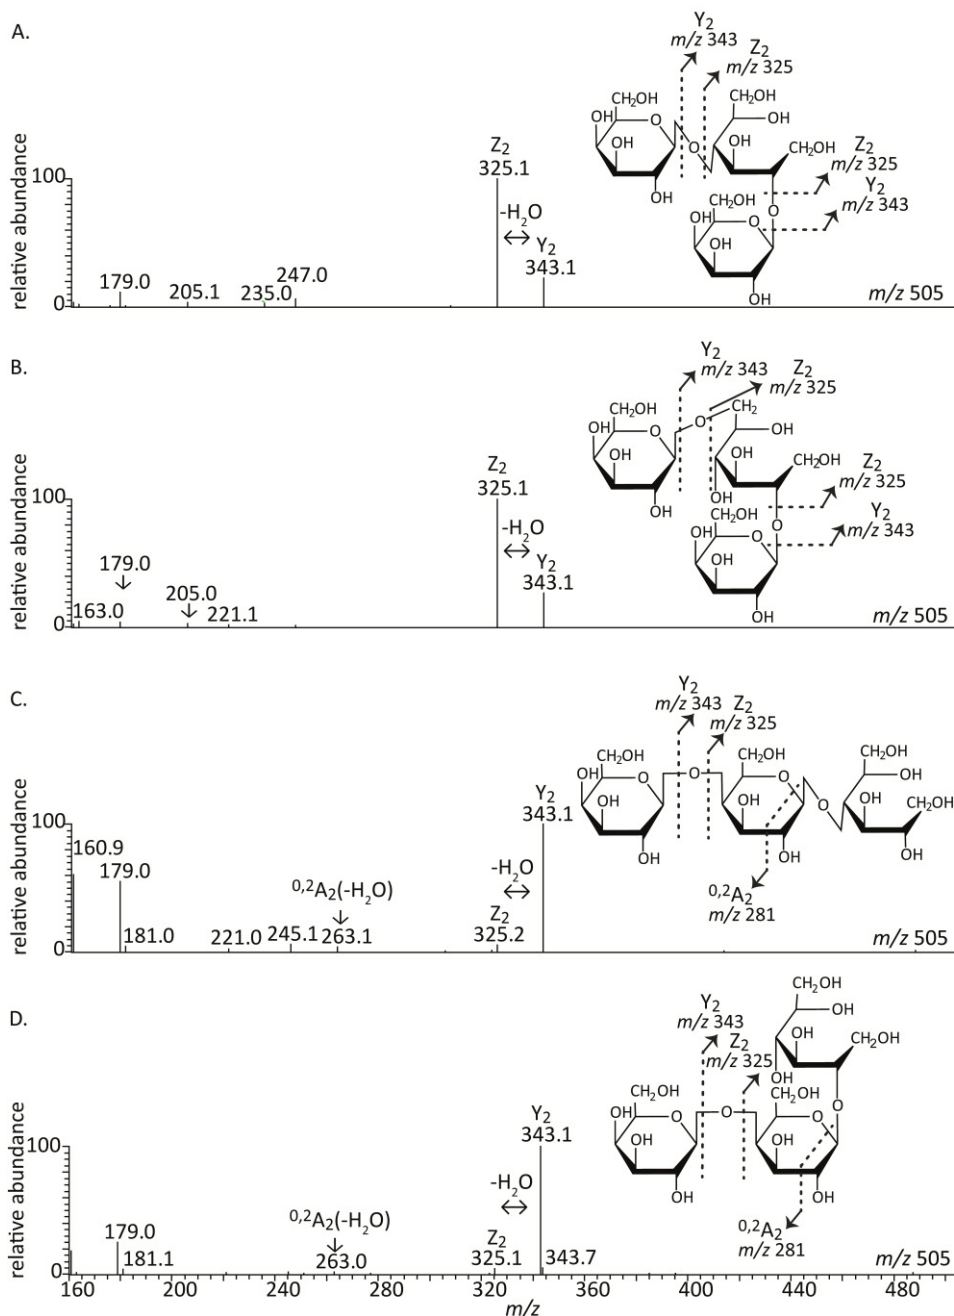 A.
Y2
m/z 343
Z2
m/z 325
CH2OH
OH
O
OH
OH
O
CH2OH
OH
OH
CH2OH
Z2
m/z 325
O
Y2
m/z 343
CH2OH
OH
O
OH
OH
relative abundance
100
0
Z2
325.1
-H2O
Y2
343.1
179.0
205.1
235.0
247.0
m/z 505
B.
Y2
m/z 343
Z2
m/z 325
CH2OH
OH
O
OH
OH
O
CH2
OH
OH
OH
CH2OH
Z2
m/z 325
O
Y2
m/z 343
CH2OH
OH
O
OH
OH
relative abundance
100
0
Z2
325.1
-H2O
Y2
343.1
179.0
163.0
205.0
221.1
m/z 505
C.
Y2
m/z 343
Z2
m/z 325
CH2OH
OH
O
OH
OH
O
CH2OH
O
OH
OH
O
CH2OH
OH
OH
CH2OH
OH
0,2A2
m/z 281
relative abundance
100
0
160.9
179.0
181.0
221.0
245.1
0,2A2(-H2O)
263.1
-H2O
Z2
325.2
Y2
343.1
m/z 505
D.
Y2
m/z 343
Z2
m/z 325
CH2OH
OH
OH
CH2OH
OH
O
CH2OH
OH
O
OH
OH
O
CH2OH
O
OH
OH
0,2A2
m/z 281
relative abundance
100
0
179.0
181.1
0,2A2(-H2O)
263.0
-H2O
Z2
325.1
Y2
343.1
343.7
m/z 505
160 200 240 280 320 360 400 440 480
m/z